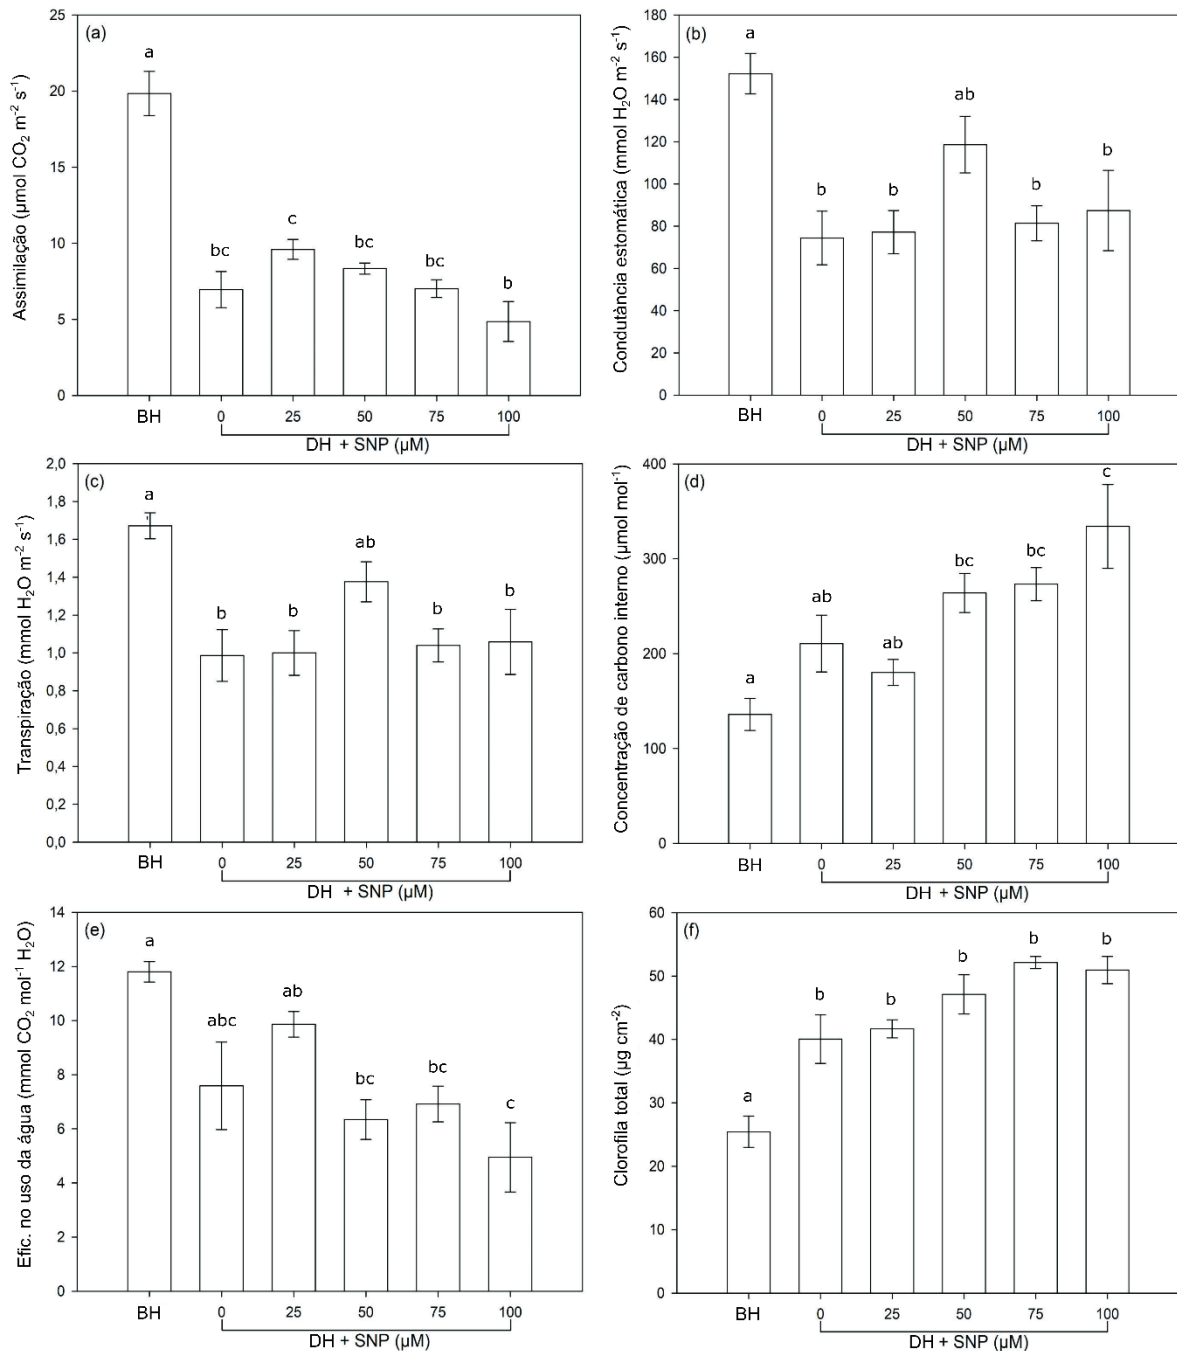 (a)
Assimilação (µmol CO₂ m⁻² s⁻¹)
25
20
15
10
5
0
a
bc
c
bc
bc
b
BH
0
25
50
75
100
DH + SNP (µM)
(b)
Condutância estomática (mmol H₂O m⁻² s⁻¹)
180
160
140
120
100
80
60
40
20
0
a
b
b
ab
b
b
BH
0
25
50
75
100
DH + SNP (µM)
(c)
Transpiração (mmol H₂O m⁻² s⁻¹)
2,0
1,8
1,6
1,4
1,2
1,0
0,8
0,6
0,4
0,2
0,0
a
b
b
ab
b
b
BH
0
25
50
75
100
DH + SNP (µM)
(d)
Concentração de carbono interno (µmol mol⁻¹)
400
300
200
100
0
a
ab
ab
bc
bc
c
BH
0
25
50
75
100
DH + SNP (µM)
(e)
Efic. no uso da água (mmol CO₂ mol⁻¹ H₂O)
14
12
10
8
6
4
2
0
a
abc
ab
bc
bc
c
BH
0
25
50
75
100
DH + SNP (µM)
(f)
Clorofila total (µg cm⁻²)
60
50
40
30
20
10
0
a
b
b
b
b
b
BH
0
25
50
75
100
DH + SNP (µM)